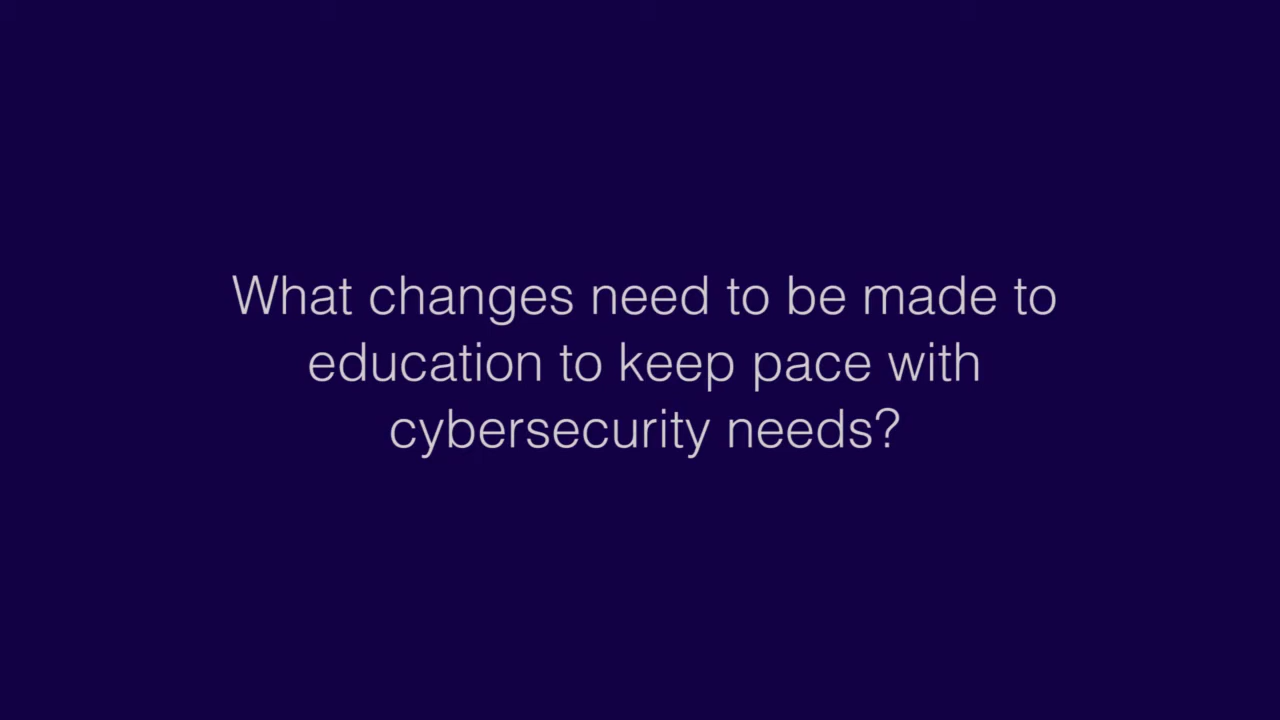 What changes need to be made to
education to keep pace with
cybersecurity needs?